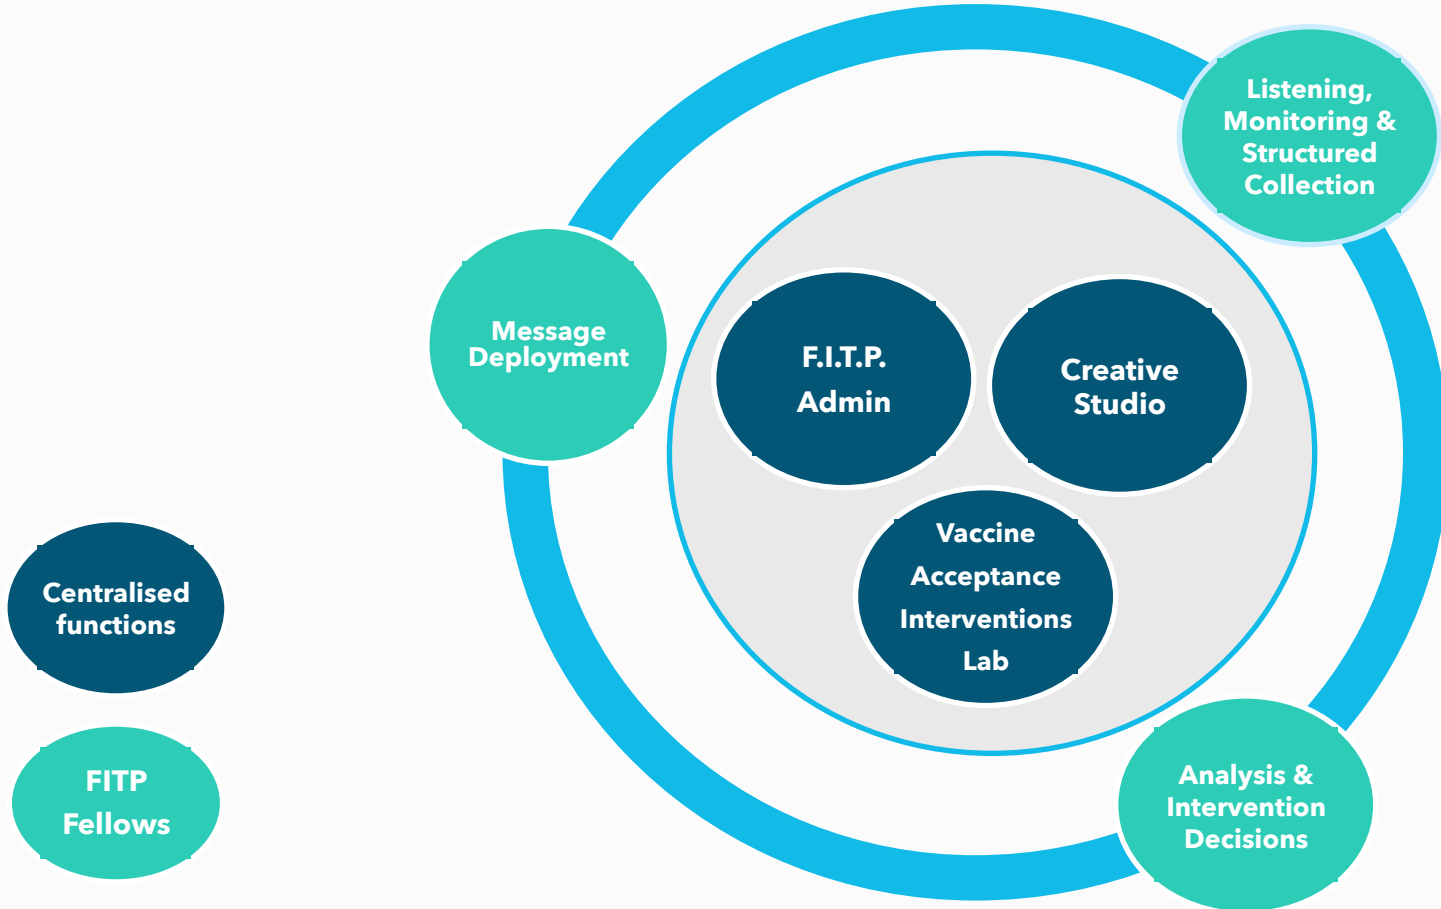 Listening,
Monitoring &
Structured
Collection
Message
Deployment
F.I.T.P.
Admin
Creative
Studio
Vaccine
Acceptance
Interventions
Lab
Centralised
functions
FITP
Fellows
Analysis &
Intervention
Decisions